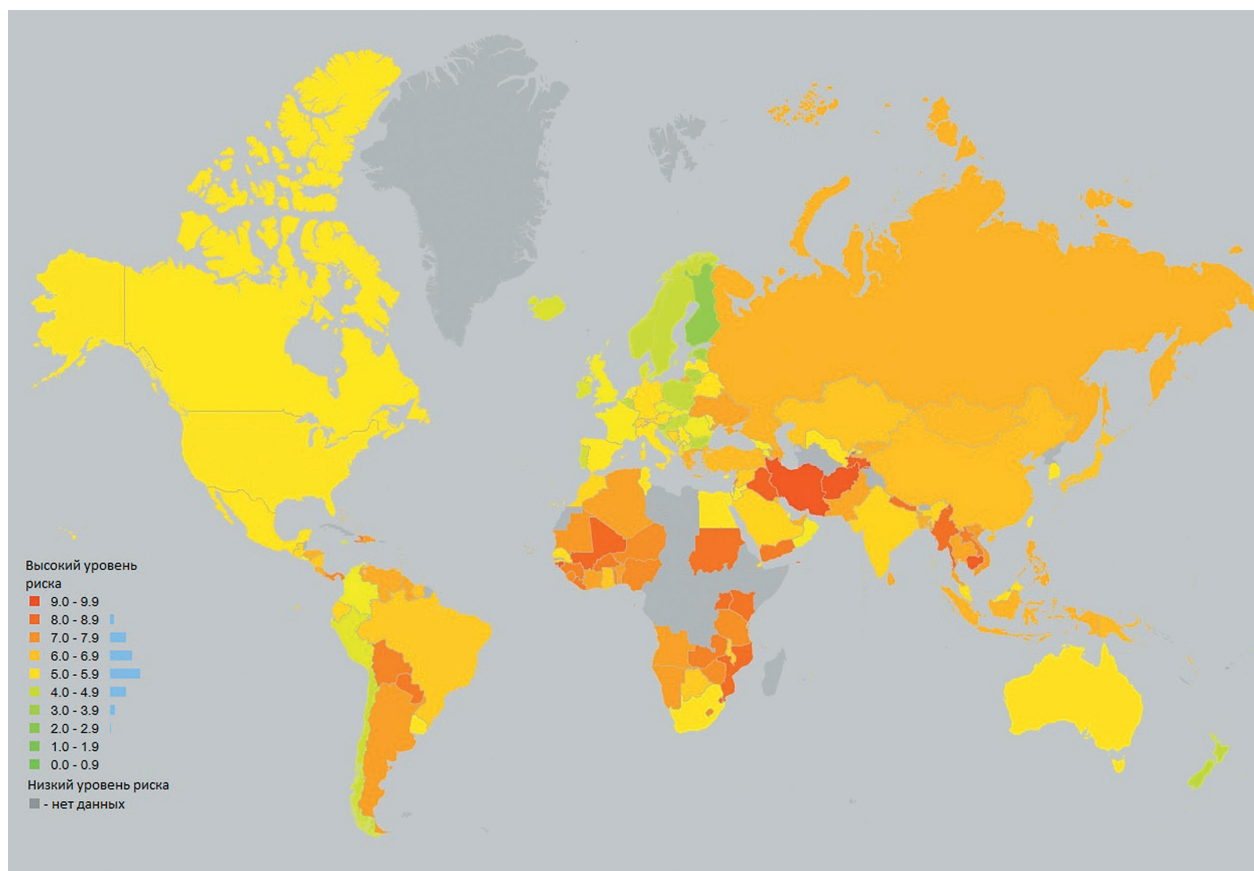 Высокий уровень
риска
9.0 - 9.9
8.0 - 8.9
7.0 - 7.9
6.0 - 6.9
5.0 - 5.9
4.0 - 4.9
3.0 - 3.9
2.0 - 2.9
1.0 - 1.9
0.0 - 0.9
Низкий уровень риска
- нет данных